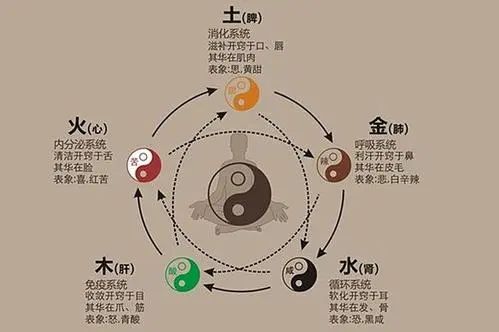 土(脾)
消化系统
滋补开窍于口、唇
其华在肌肉
表象:思,黄甜
甜
火(心)
内分泌系统
清洁开窍于舌
其华在脸
表象:喜,红苦
苦
金(肺)
呼吸系统
利汗开窍于鼻
其华在皮毛
表象:悲,白辛辣
辣
木(肝)
免疫系统
收敛开窍于目
其华在爪、筋
表象:怒,青酸
酸
水(肾)
循环系统
软化开窍于耳
其华在发、骨
表象:恐,黑咸
咸